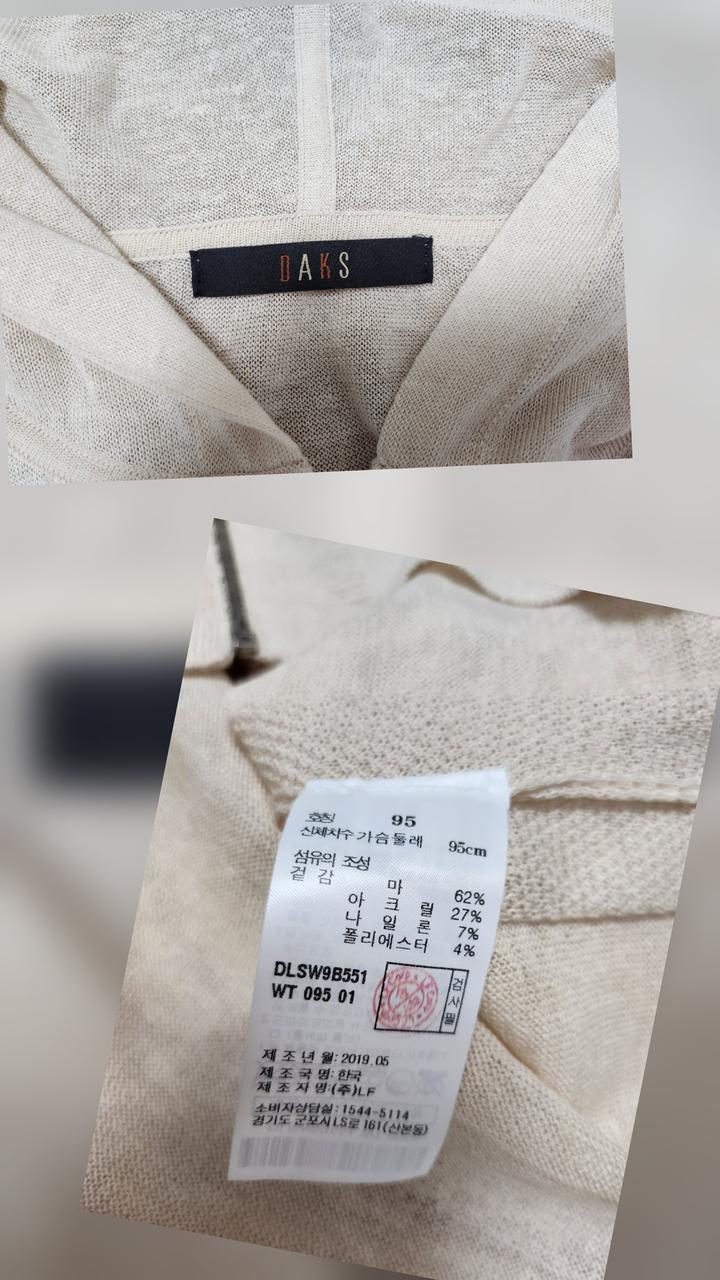 DAKS
호칭 95
신체치수 가슴둘레 95cm
섬유의 조성
겉감
마 62%
아크릴 27%
나일론 7%
폴리에스터 4%
DLSW9B551
WT 095 01
검사필
제조년월: 2019.05
제조국명: 한국
제조자명: (주)LF
소비자상담실: 1544-5114
경기도 군포시 LS로 161(산본동)